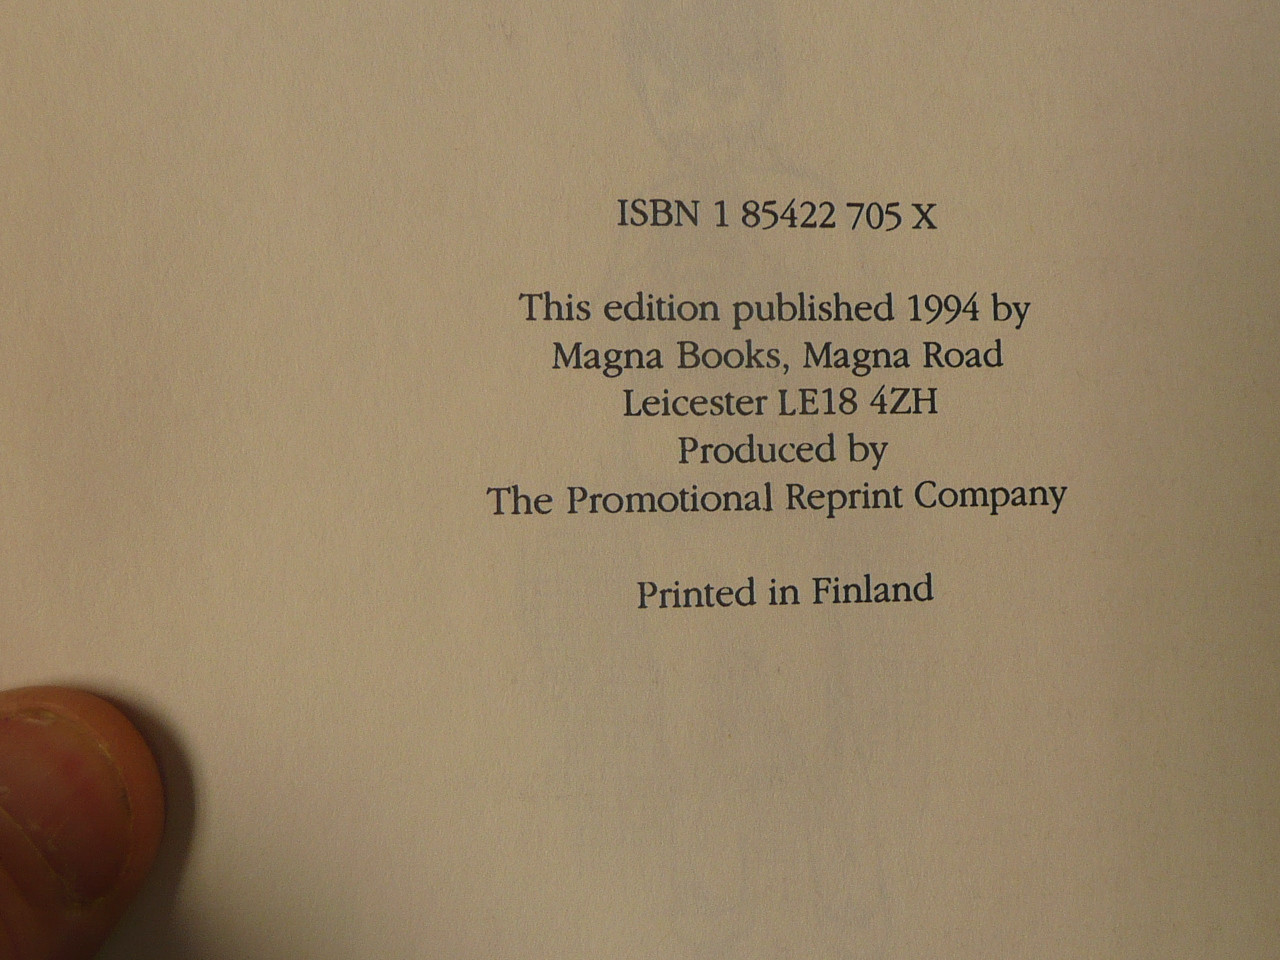 ISBN 1 85422 705 X
This edition published 1994 by
Magna Books, Magna Road
Leicester LE18 4ZH
Produced by
The Promotional Reprint Company
Printed in Finland